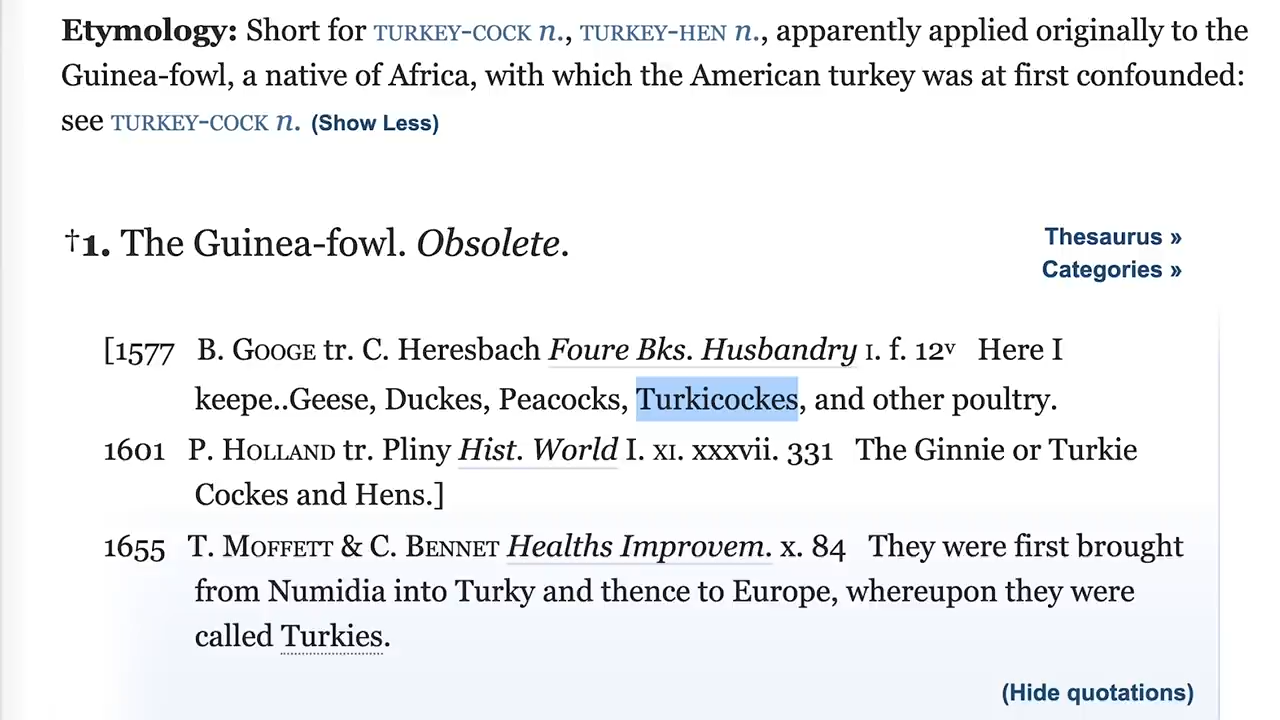 Etymology: Short for TURKEY-COCK n., TURKEY-HEN n., apparently applied originally to the
Guinea-fowl, a native of Africa, with which the American turkey was at first confounded:
see TURKEY-COCK n. (Show Less)
†1. The Guinea-fowl. Obsolete.
Thesaurus »
Categories »
[1577 B. GOOGE tr. C. Heresbach Foure Bks. Husbandry I. f. 12v Here I
keepe..Geese, Duckes, Peacocks, Turkicockes, and other poultry.
1601 P. HOLLAND tr. Pliny Hist. World I. XI. xxxvii. 331 The Ginnie or Turkie
Cockes and Hens.]
1655 T. MOFFETT & C. BENNET Healths Improvem. x. 84 They were first brought
from Numidia into Turky and thence to Europe, whereupon they were
called Turkies.
(Hide quotations)